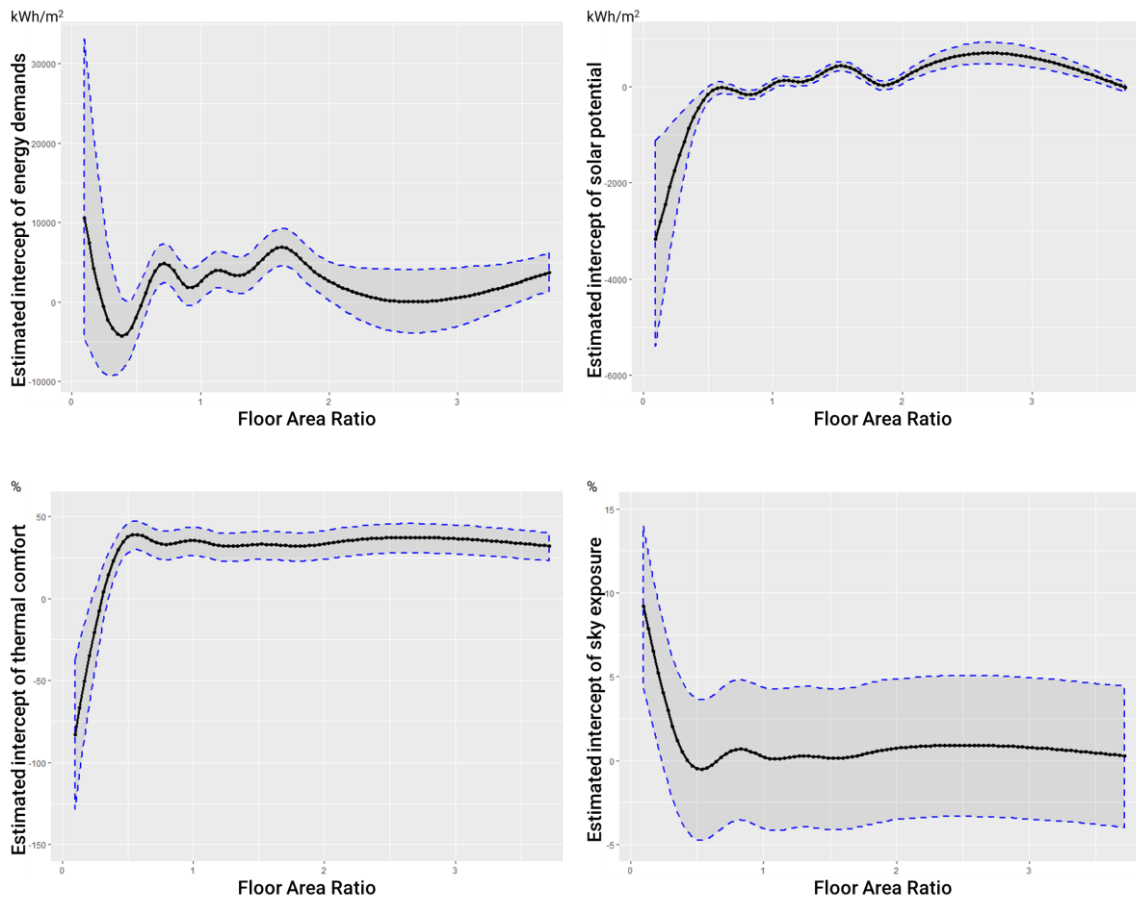 kWh/m²
Estimated intercept of energy demands
30000
20000
10000
0
-10000
0 1 2 3
Floor Area Ratio
kWh/m²
Estimated intercept of solar potential
0
-2000
-4000
-6000
0 1 2 3
Floor Area Ratio
%
Estimated intercept of thermal comfort
50
0
-50
-100
-150
0 1 2 3
Floor Area Ratio
%
Estimated intercept of sky exposure
15
10
5
0
-5
0 1 2 3
Floor Area Ratio